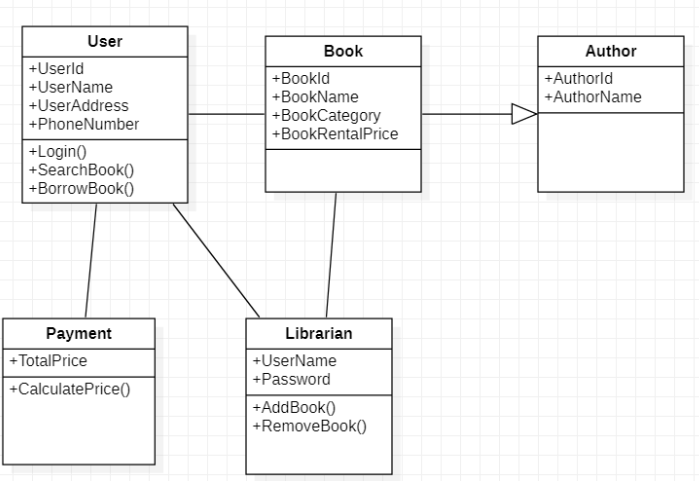 User
+UserId
+UserName
+UserAddress
+PhoneNumber
+Login()
+SearchBook()
+BorrowBook()
Book
+BookId
+BookName
+BookCategory
+BookRentalPrice
Author
+AuthorId
+AuthorName
Payment
+TotalPrice
+CalculatePrice()
Librarian
+UserName
+Password
+AddBook()
+RemoveBook()